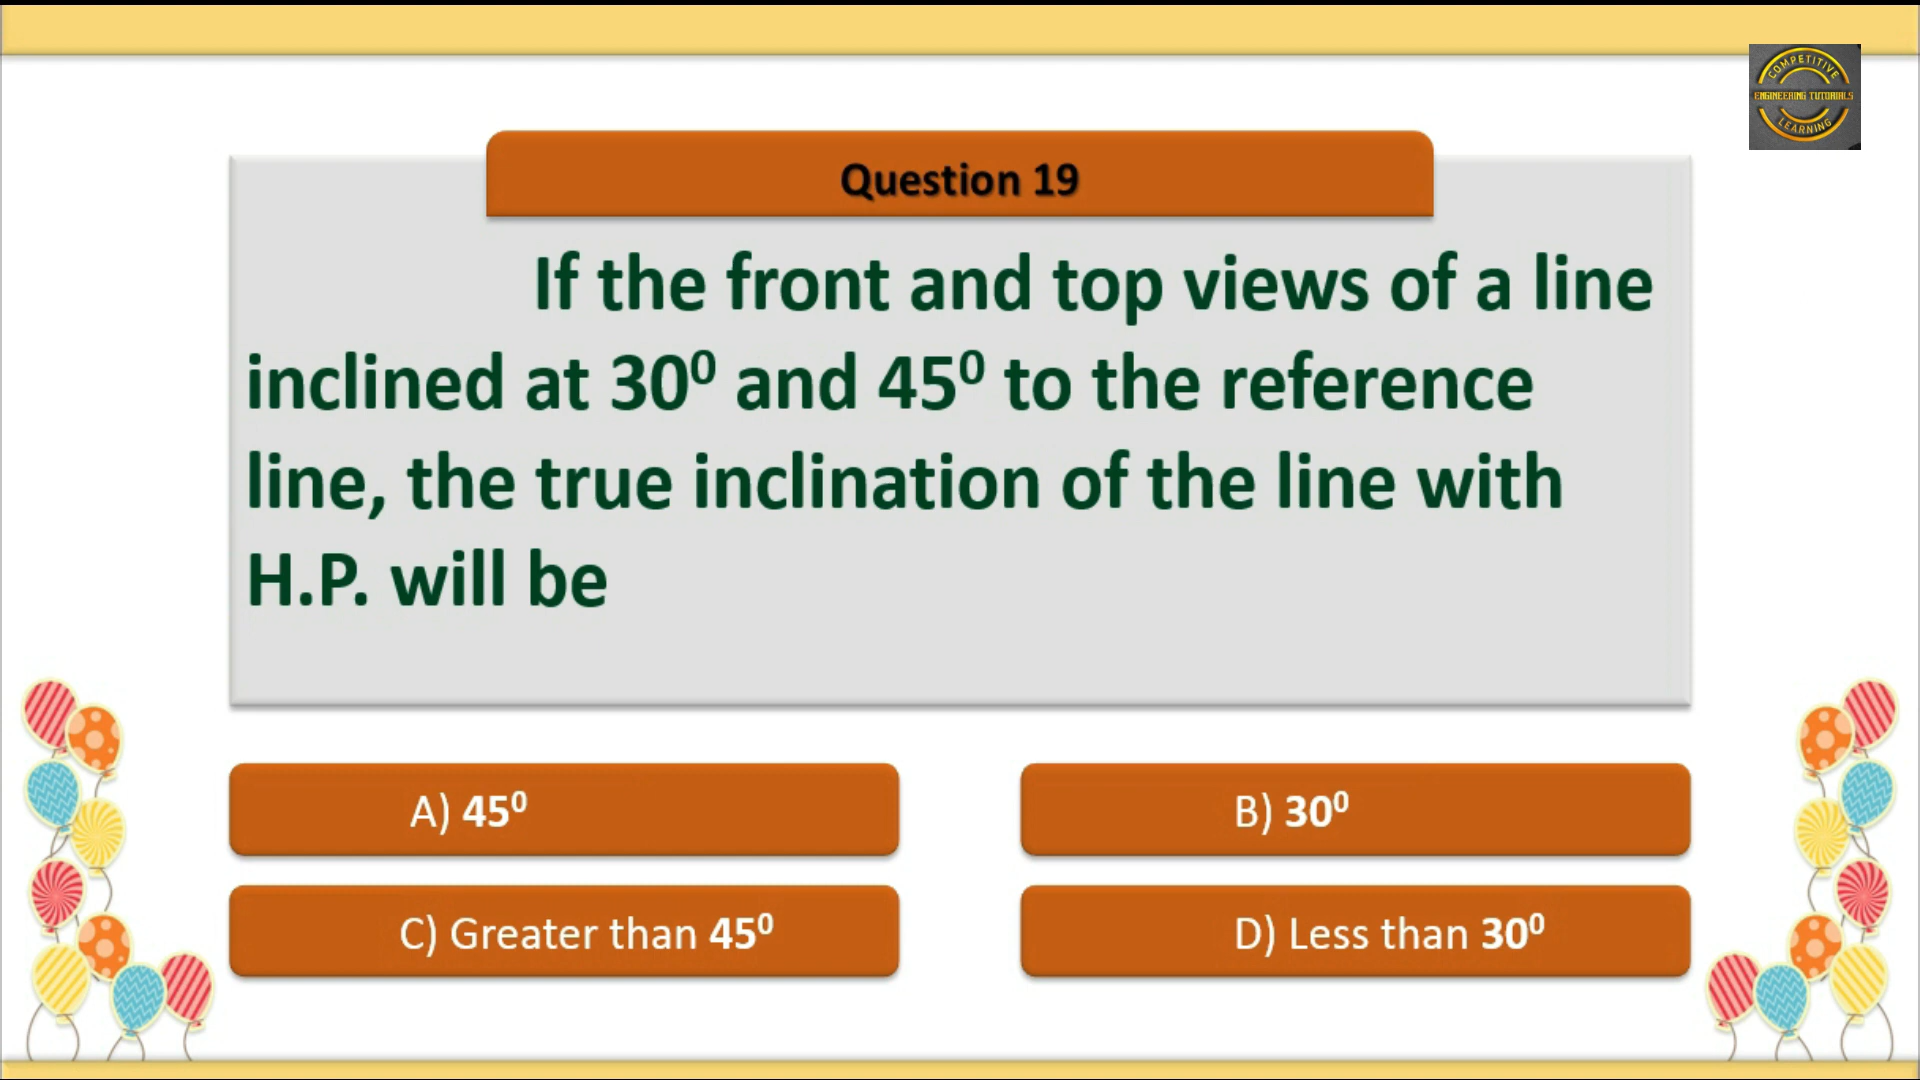 COMPETITIVE
ENGINEERING TUTORIALS
LEARNING
Question 19
If the front and top views of a line
inclined at 30⁰ and 45⁰ to the reference
line, the true inclination of the line with
H.P. will be
A) 45⁰
B) 30⁰
C) Greater than 45⁰
D) Less than 30⁰